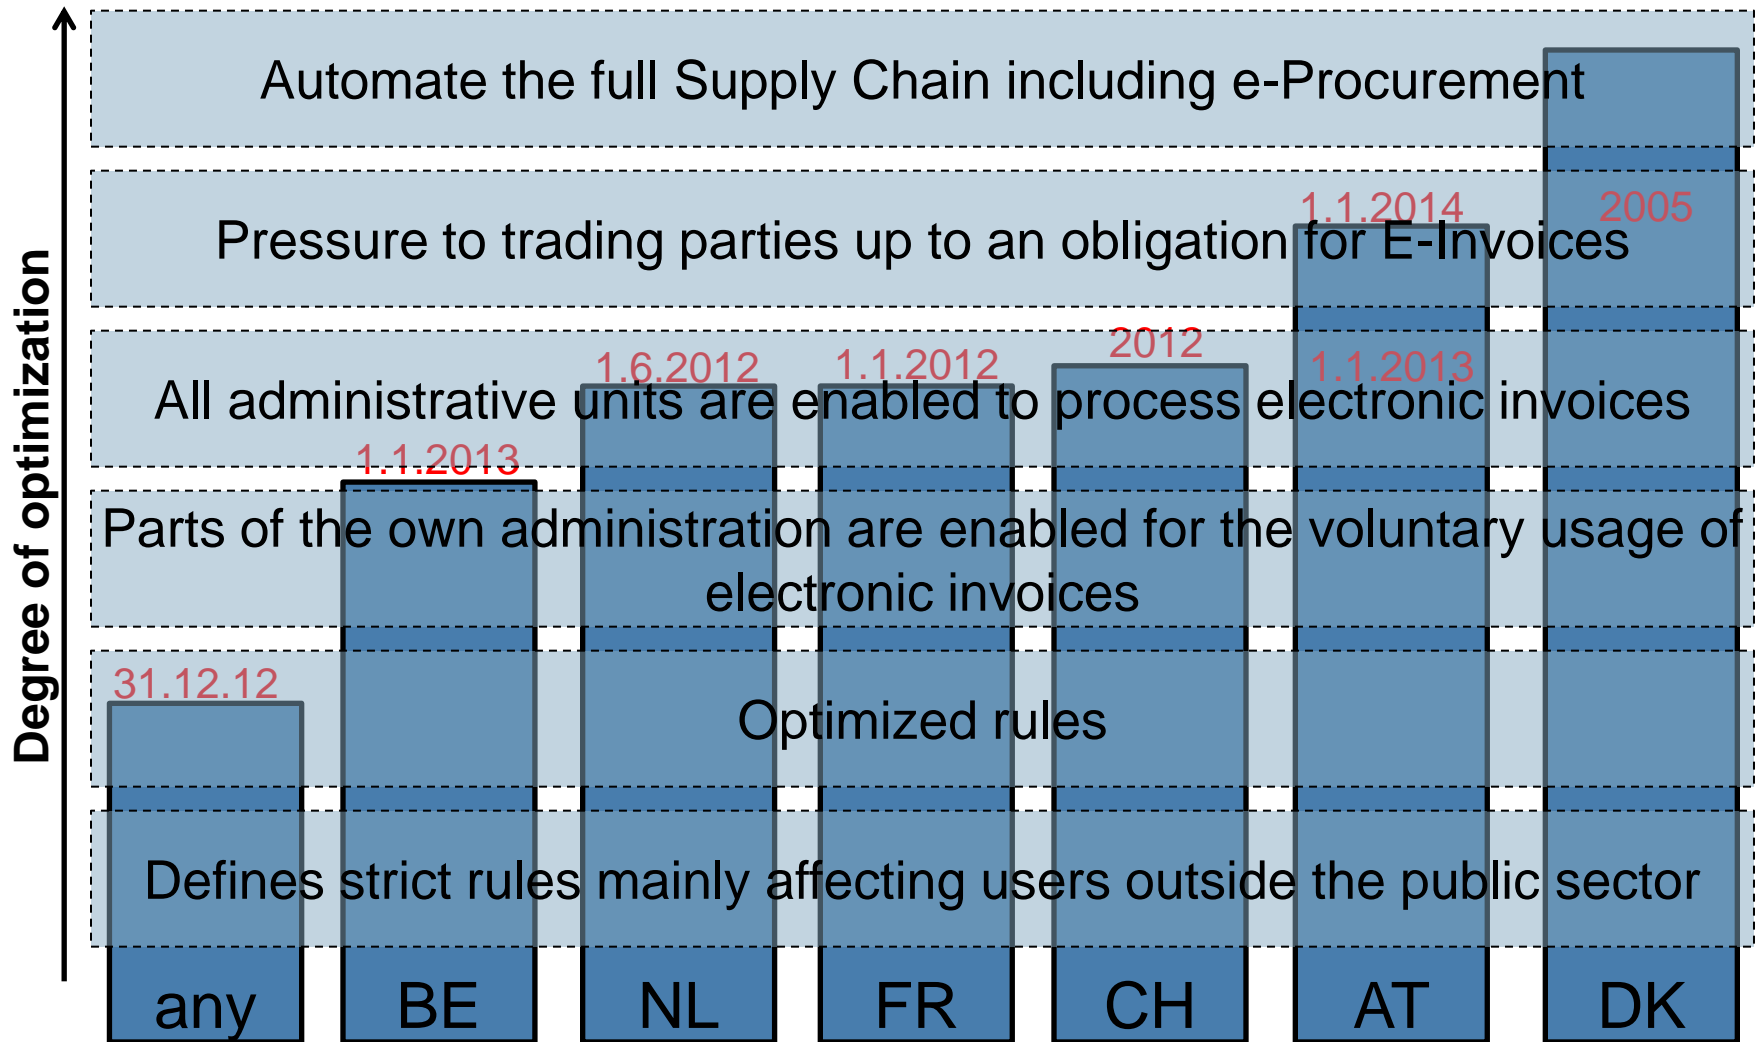 Degree of optimization
Automate the full Supply Chain including e-Procurement
1.1.2014
2005
Pressure to trading parties up to an obligation for E-Invoices
1.6.2012
1.1.2012
2012
1.1.2013
All administrative units are enabled to process electronic invoices
1.1.2013
Parts of the own administration are enabled for the voluntary usage of
electronic invoices
31.12.12
Optimized rules
Defines strict rules mainly affecting users outside the public sector
any
BE
NL
FR
CH
AT
DK